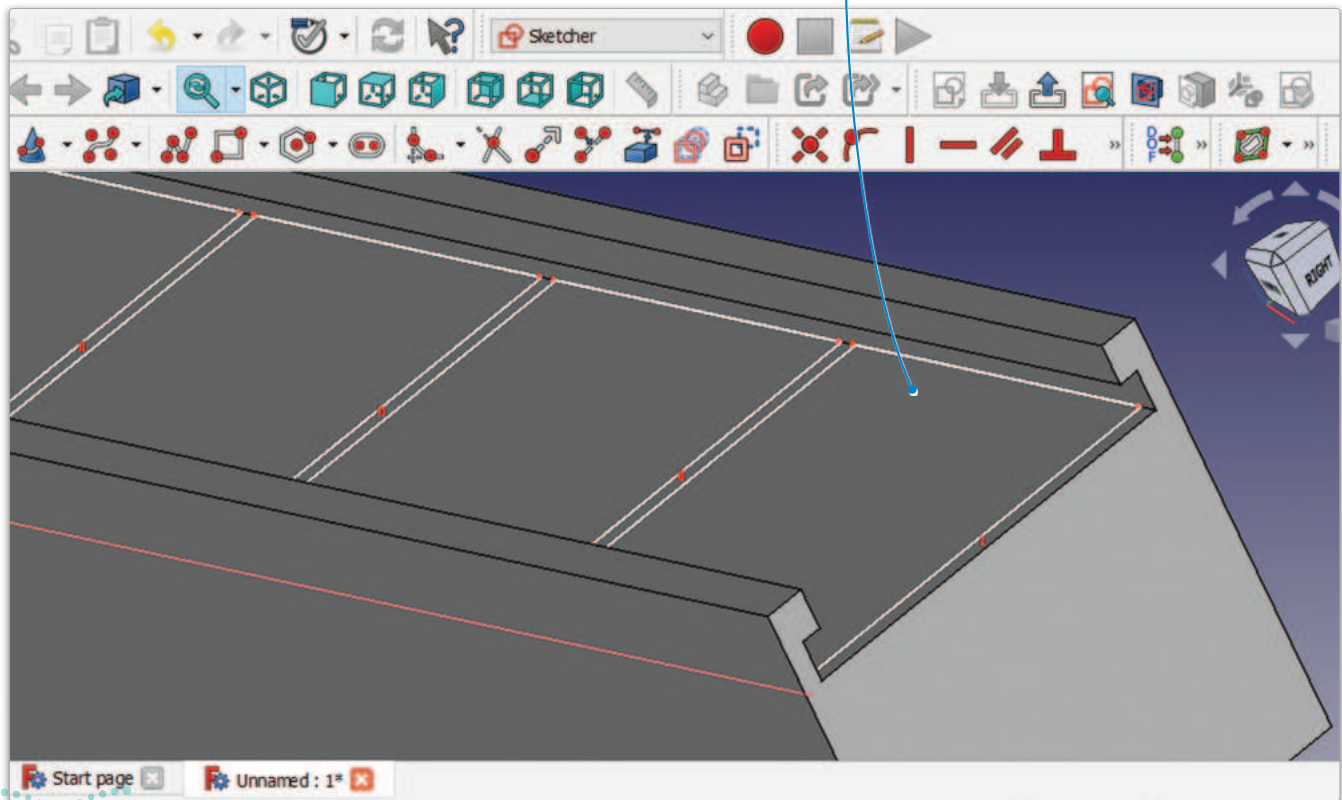 Sketcher
D
O
F
RIGHT
Start page
Unnamed : 1*